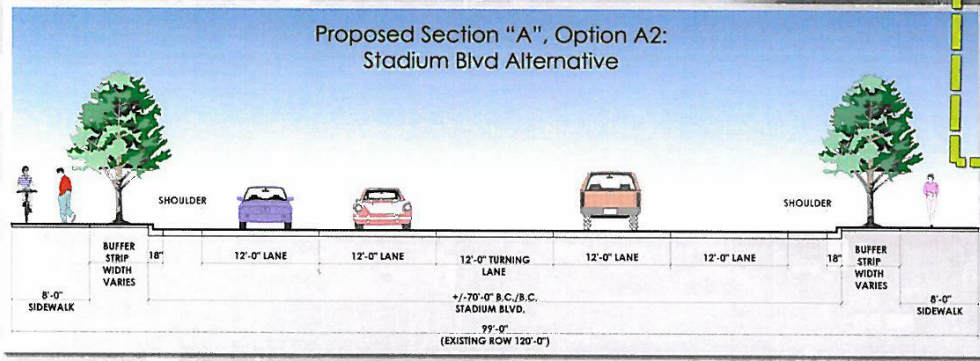 Proposed Section “A”, Option A2:
Stadium Blvd Alternative
SHOULDER
SHOULDER
BUFFER
STRIP
WIDTH
VARIES
18"
12'-0" LANE
12'-0" LANE
12'-0" TURNING
LANE
12'-0" LANE
12'-0" LANE
18"
BUFFER
STRIP
WIDTH
VARIES
8'-0"
SIDEWALK
+/-70'-0" B.C./B.C.
STADIUM BLVD.
8'-0"
SIDEWALK
99'-0"
(EXISTING ROW 120'-0")